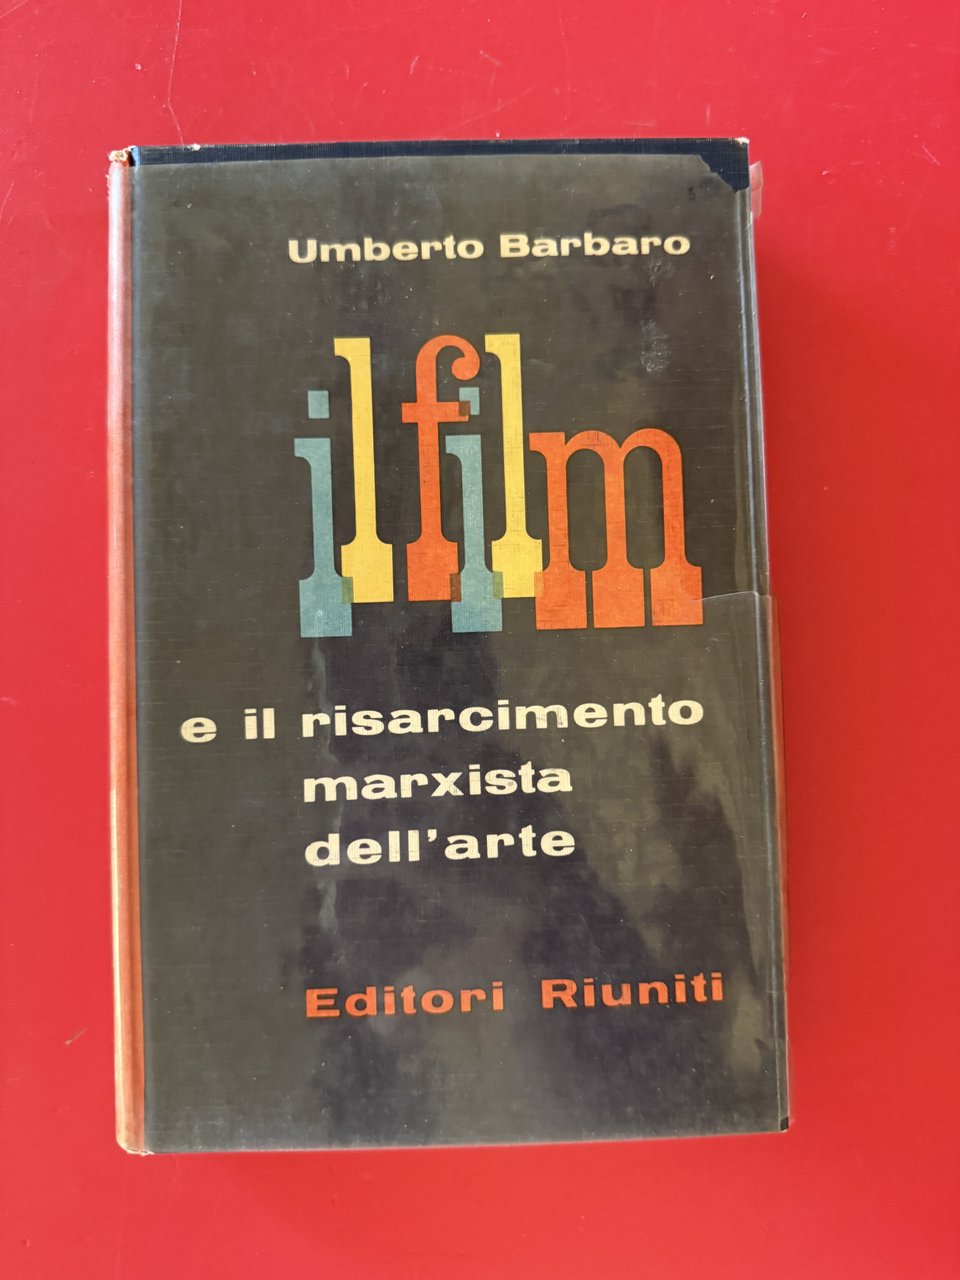 Umberto Barbaro
il film
e il risarcimento
marxista
dell'arte
Editori Riuniti